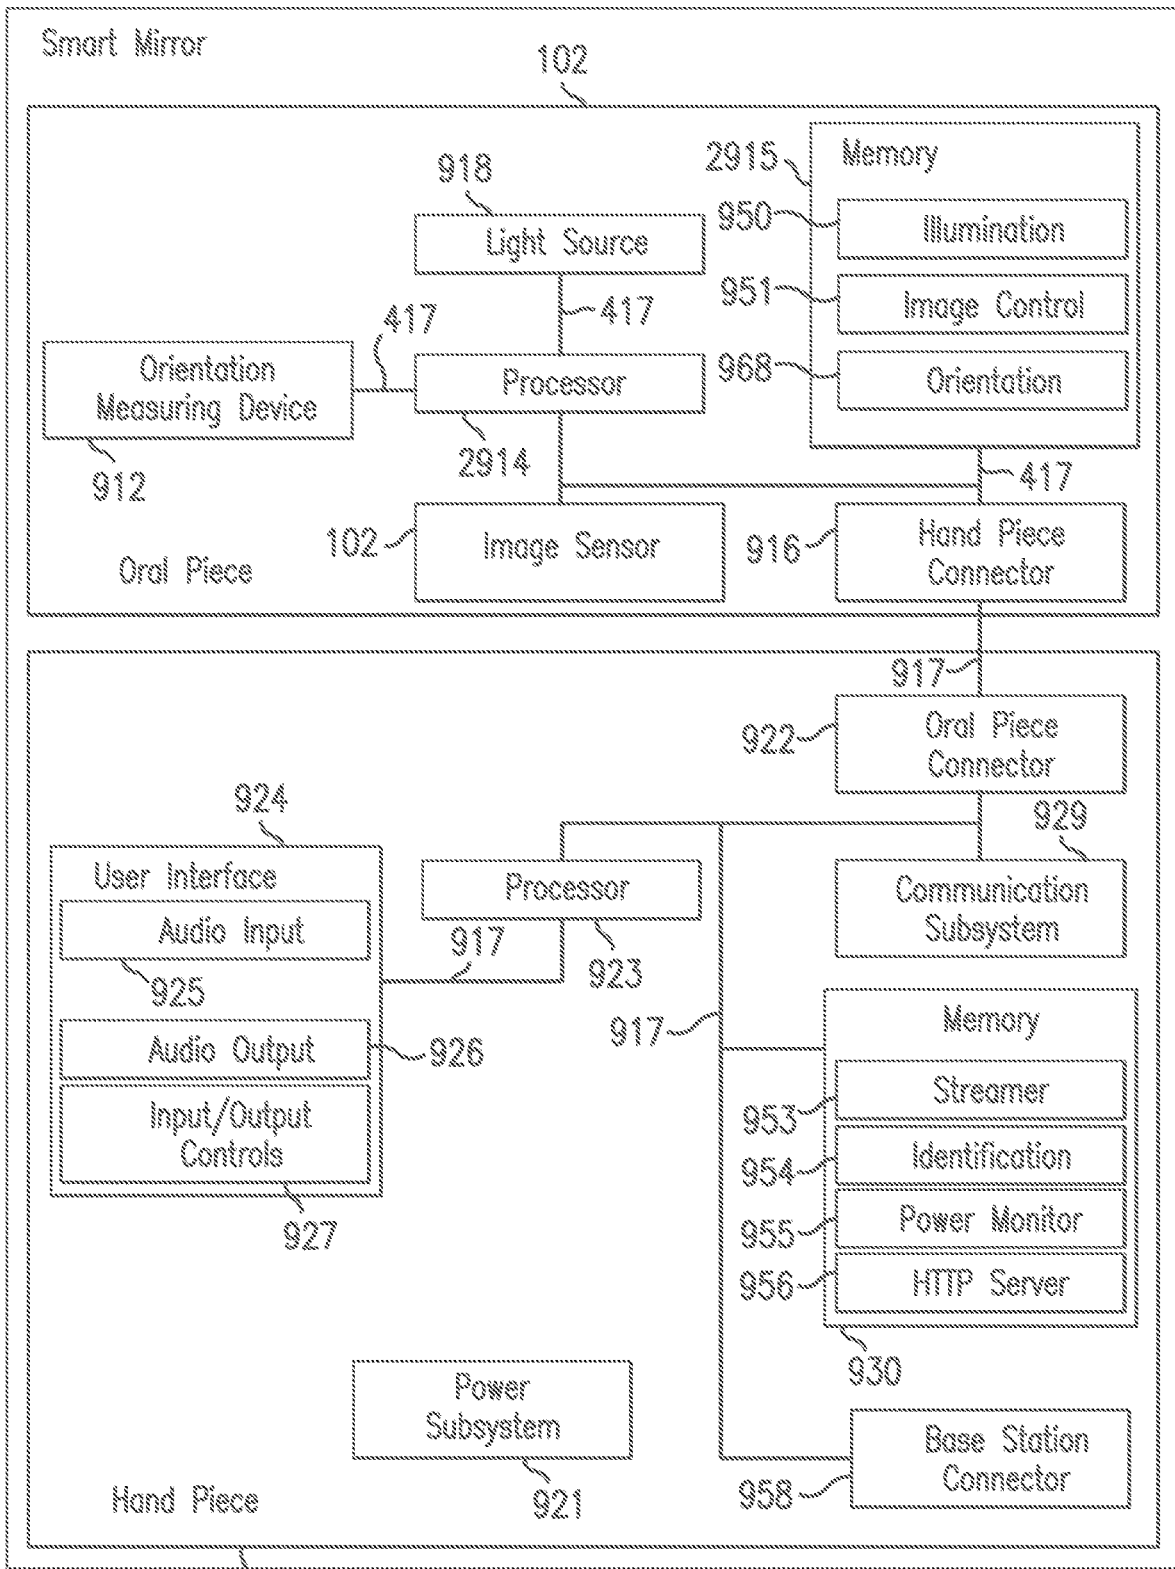 Smart Mirror
102
918
Light Source
2915
Memory
950
Illumination
951
Image Control
968
Orientation
417
417
Orientation
Measuring Device
912
Processor
2914
417
102
Image Sensor
916
Hand Piece
Connector
Oral Piece
917
922
Oral Piece
Connector
924
User Interface
Audio Input
925
Audio Output
926
Input/Output
Controls
927
Processor
917
923
929
Communication
Subsystem
917
Memory
953
Streamer
954
Identification
955
Power Monitor
956
HTTP Server
930
Power
Subsystem
921
958
Base Station
Connector
Hand Piece